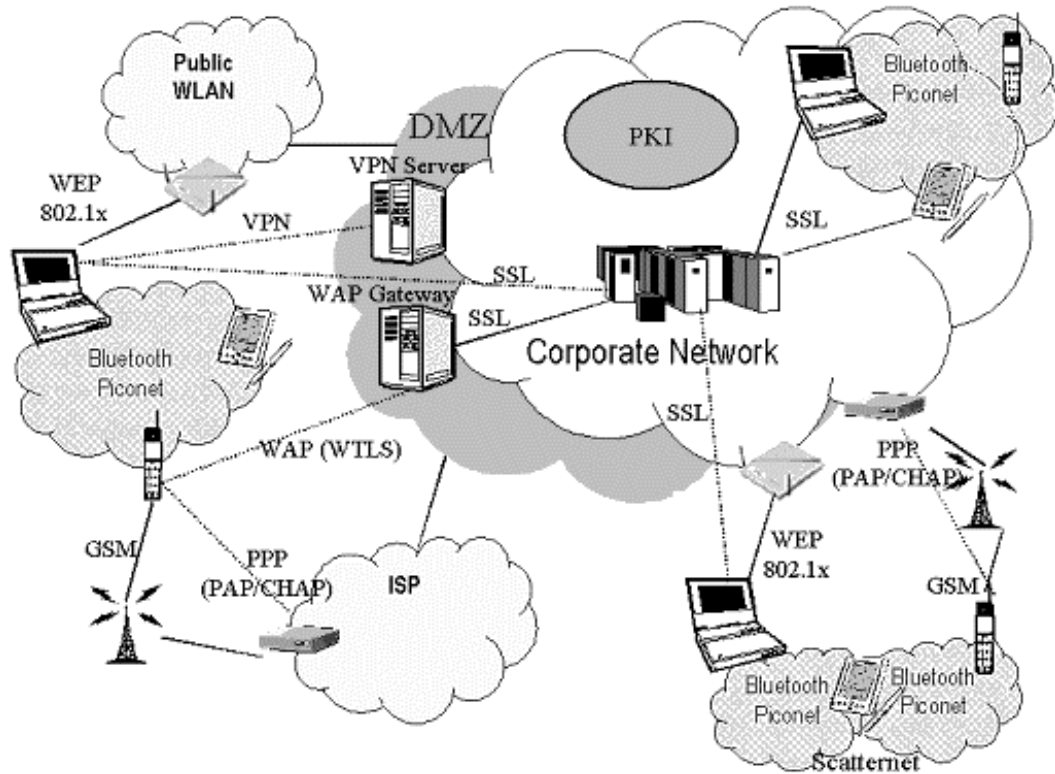 Public
WLAN
Bluetooth
Piconet
DMZ
PKI
VPN Server
WEP
802.1x
VPN
SSL
SSL
WAP Gateway
SSL
Corporate Network
Bluetooth
Piconet
SSL
WAP (WTLS)
PPP
(PAP/CHAP)
GSM
PPP
(PAP/CHAP)
ISP
WEP
802.1x
GSM
Bluetooth
Piconet
Bluetooth
Piconet
Scatternet